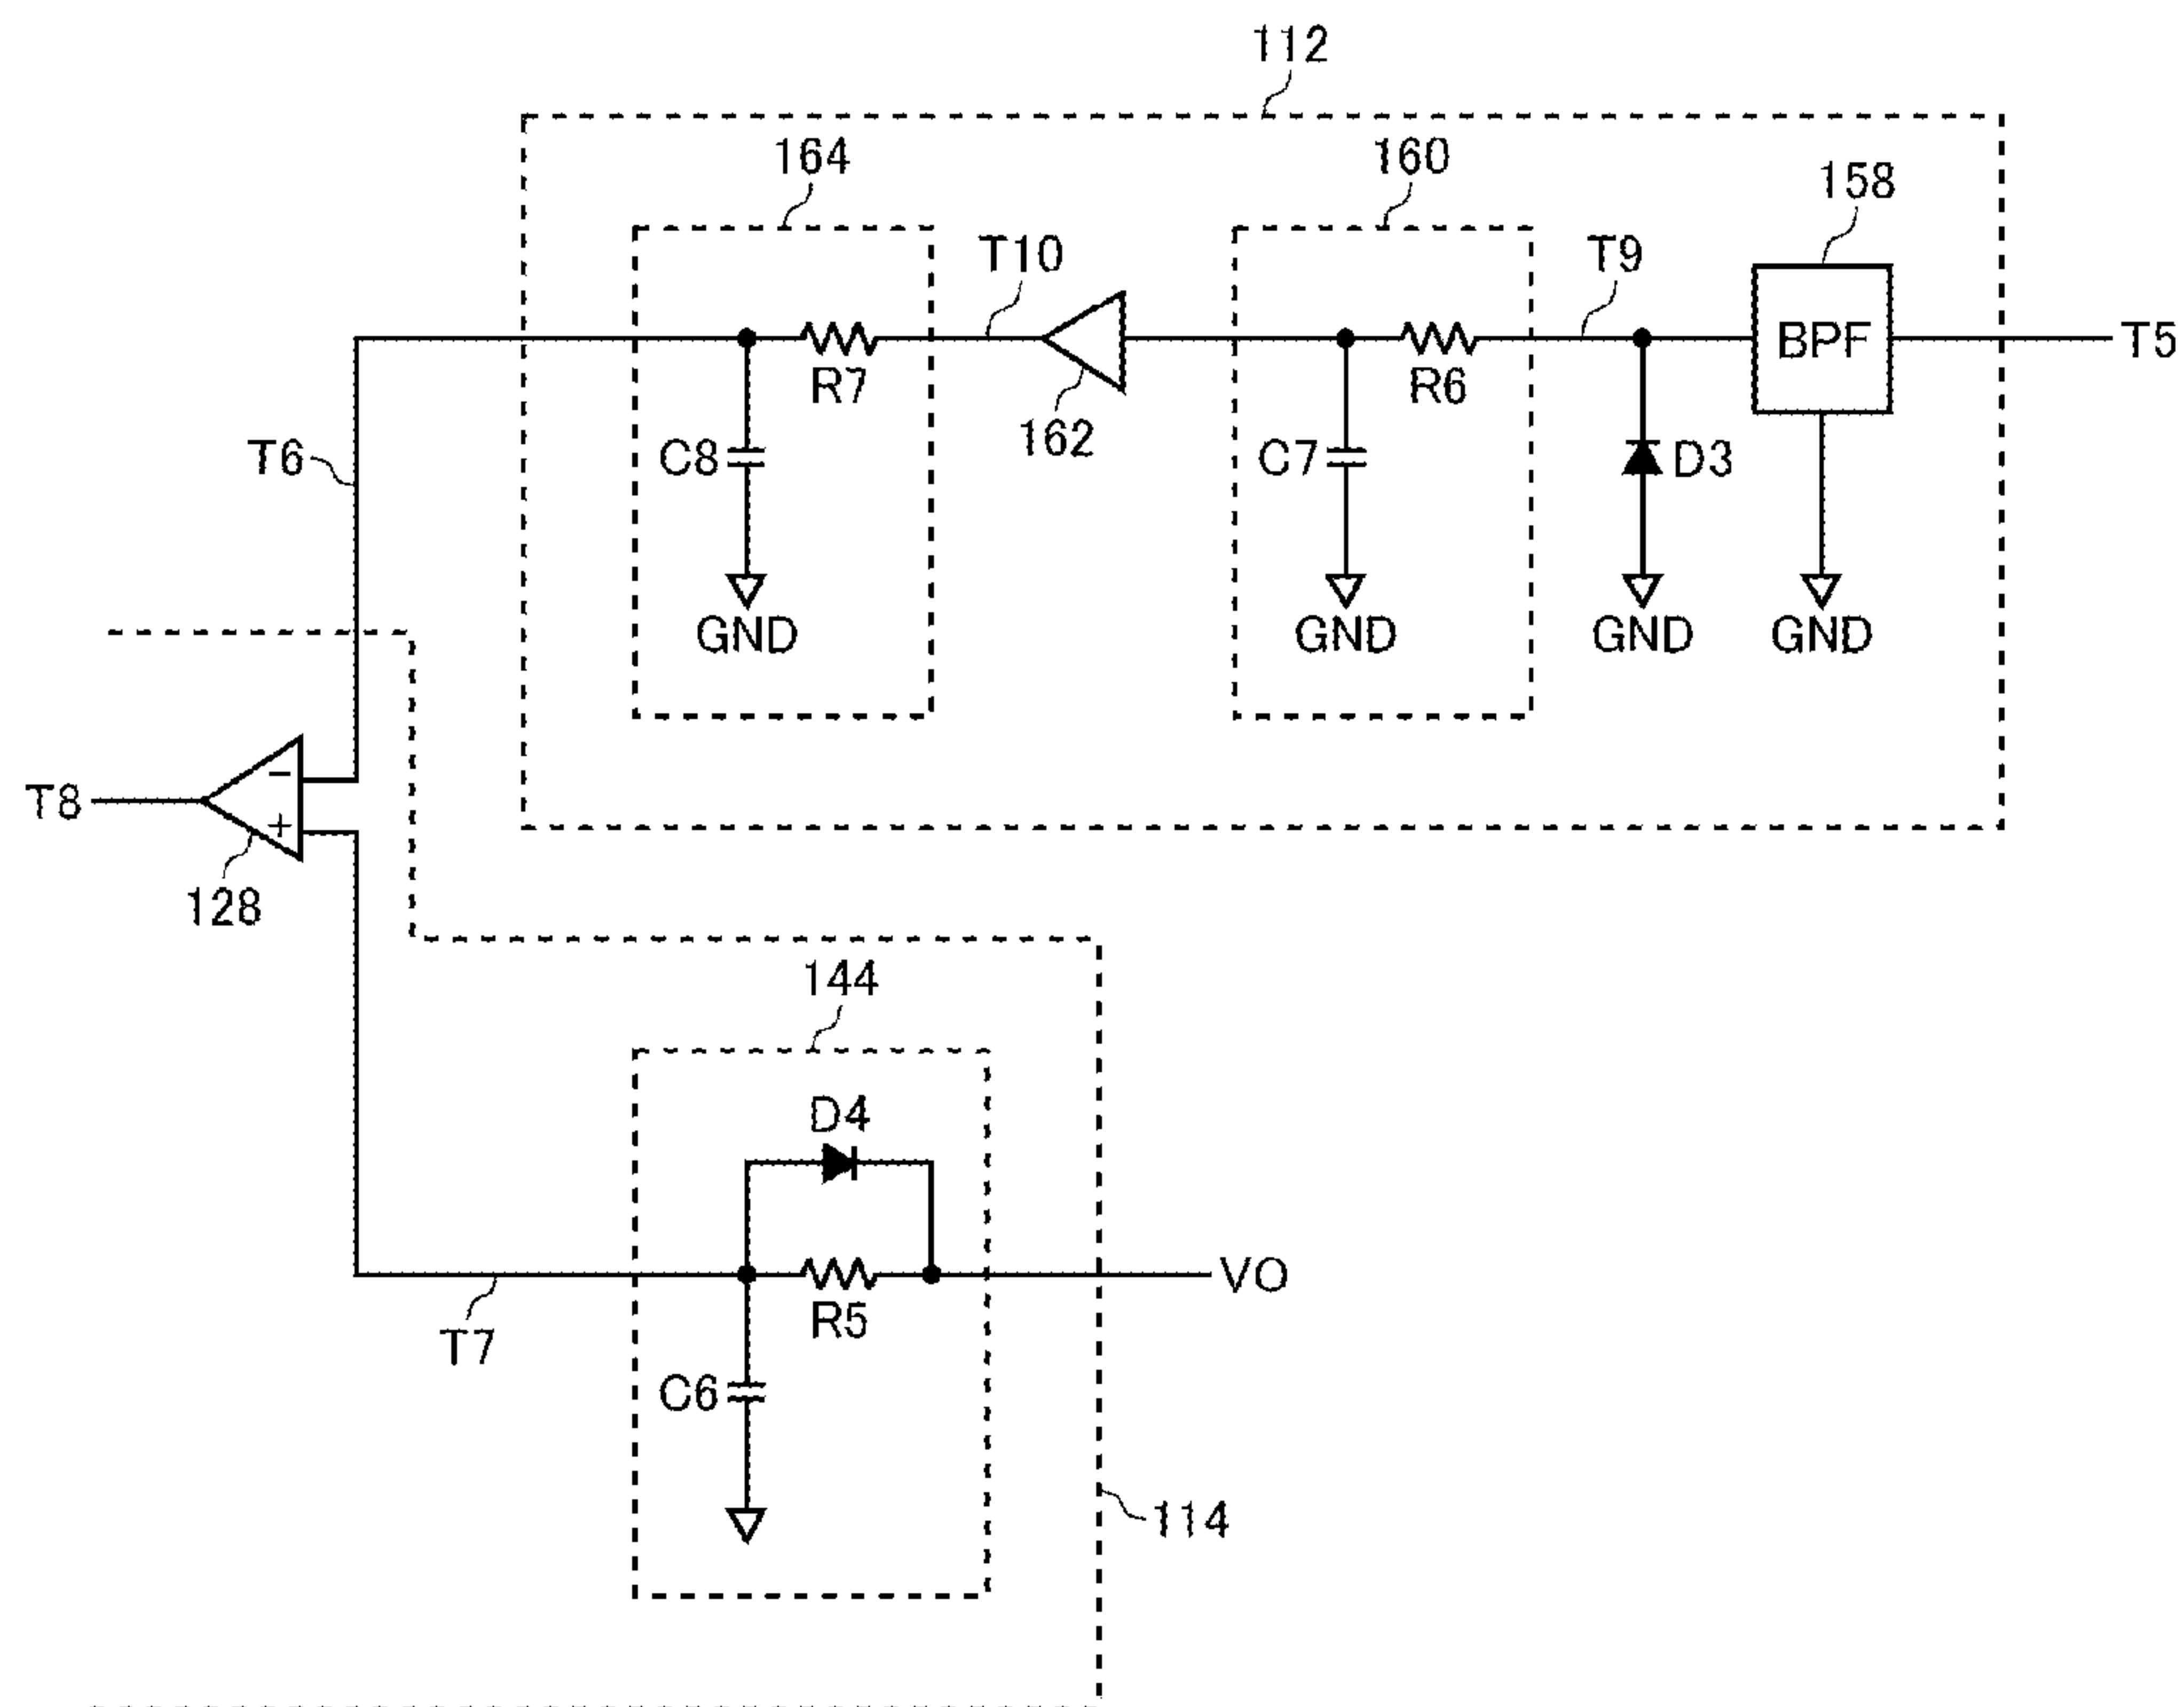 112
164
160
158
T10
T9
BPF
T5
R7
R6
162
T6
C8
C7
D3
GND
GND
GND
GND
−
T8
+
128
144
D4
VO
R5
T7
C6
114